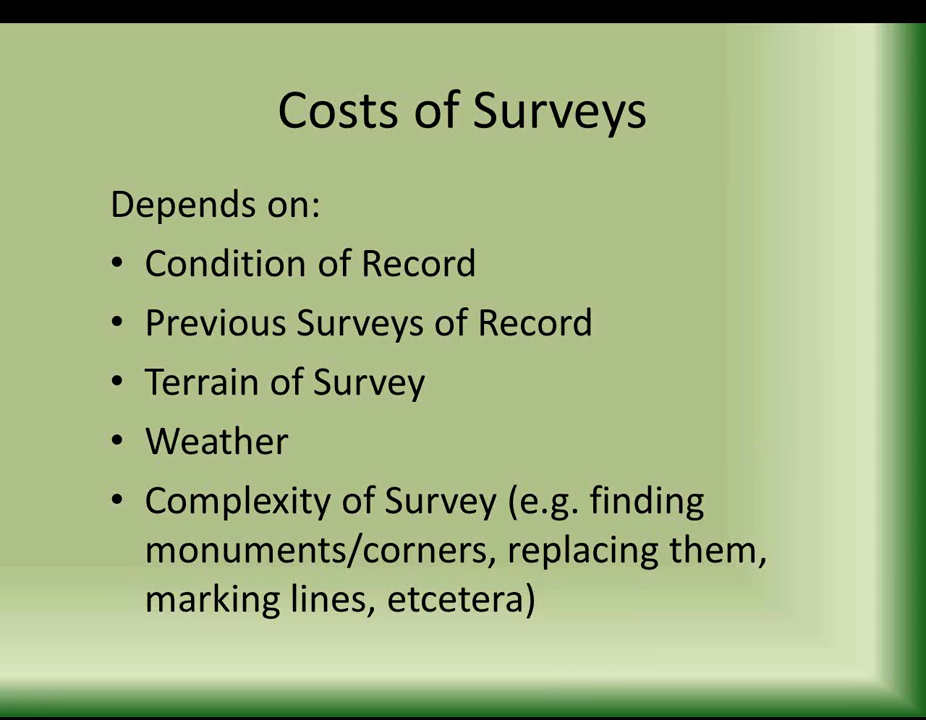 Costs of Surveys
Depends on:
• Condition of Record
• Previous Surveys of Record
• Terrain of Survey
• Weather
• Complexity of Survey (e.g. finding
monuments/corners, replacing them,
marking lines, etcetera)